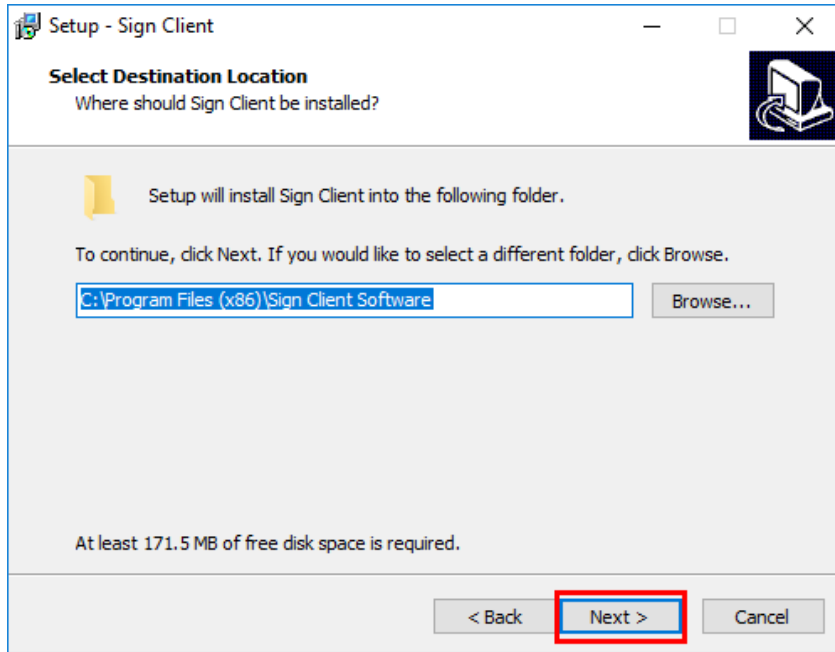 Setup - Sign Client
Select Destination Location
Where should Sign Client be installed?
Setup will install Sign Client into the following folder.
To continue, click Next. If you would like to select a different folder, click Browse.
C:\Program Files (x86)\Sign Client Software
Browse...
At least 171.5 MB of free disk space is required.
< Back
Next >
Cancel